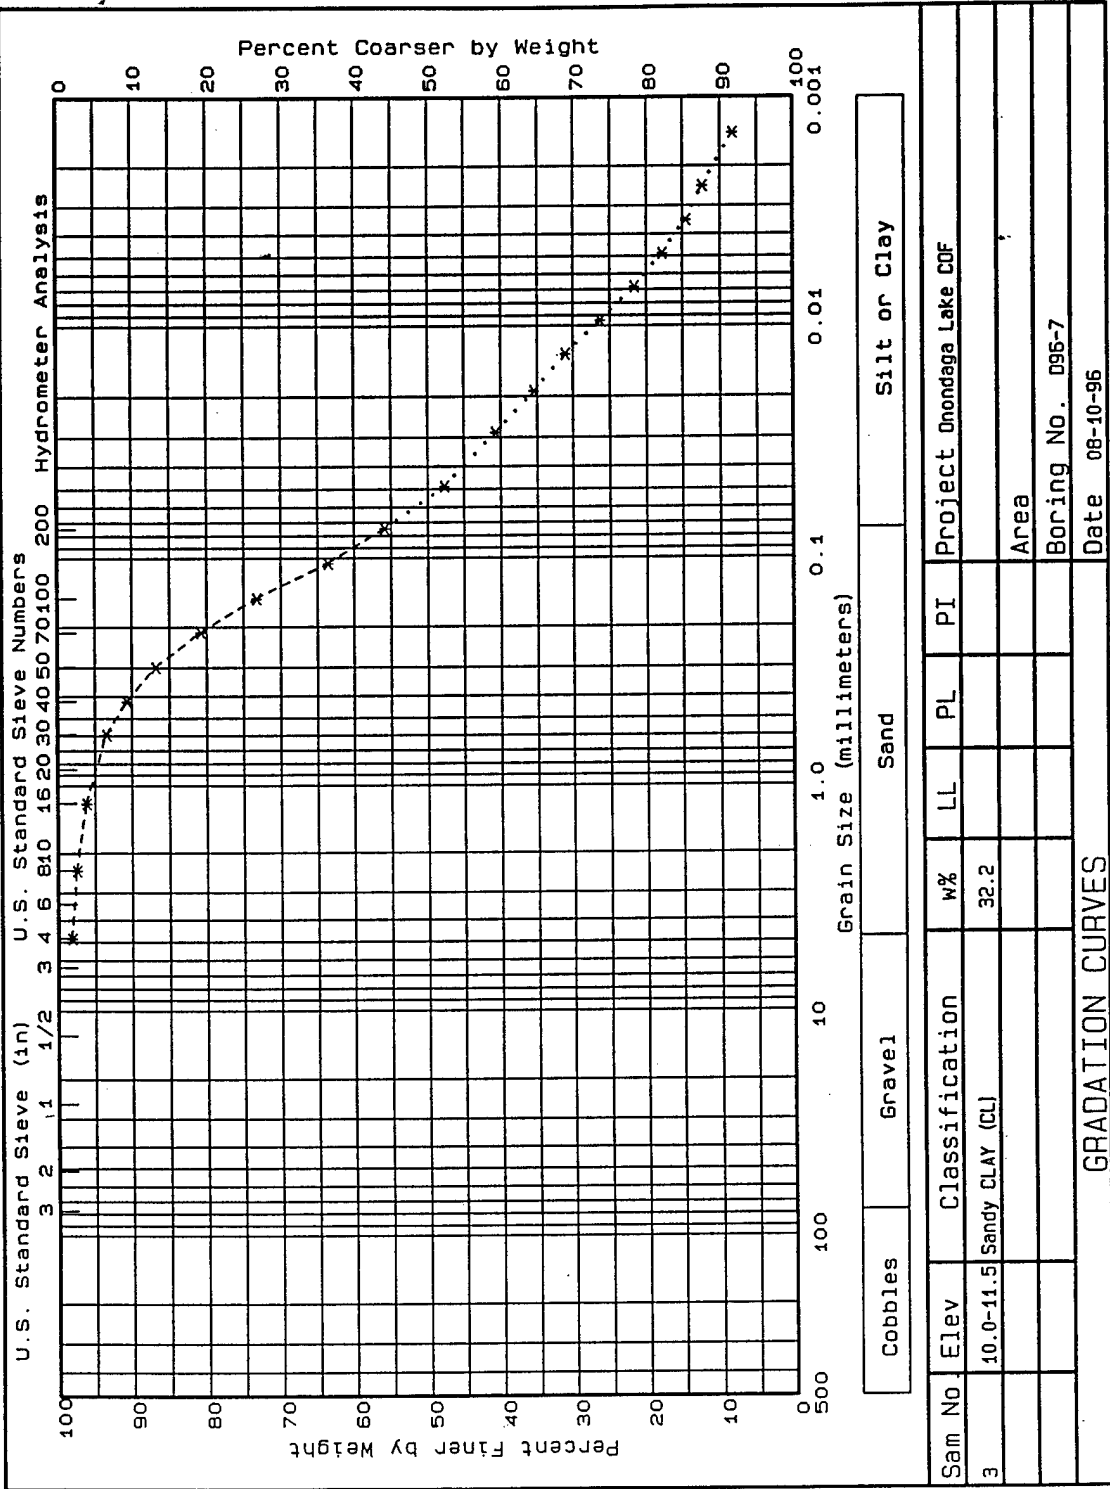 U.S. Standard Sieve (in)    U.S. Standard Sieve Numbers
3 2 1 1/2 3 4 6 810 16 20 30 40 50 70 100 200 Hydrometer Analysis
Percent Finer by Weight
100
90
80
70
60
50
40
30
20
10
0
Percent Coarser by Weight
0
10
20
30
40
50
60
70
80
90
100
500 100 10 1.0 0.1 0.01 0.001
Grain Size (millimeters)
Cobbles Gravel Sand Silt or Clay
Sam No. Elev Classification W% LL PL PI Project Onondaga Lake CDF
3 10.0-11.5 Sandy CLAY (CL) 32.2
Area
Boring No. D96-7
GRADATION CURVES Date 08-10-96